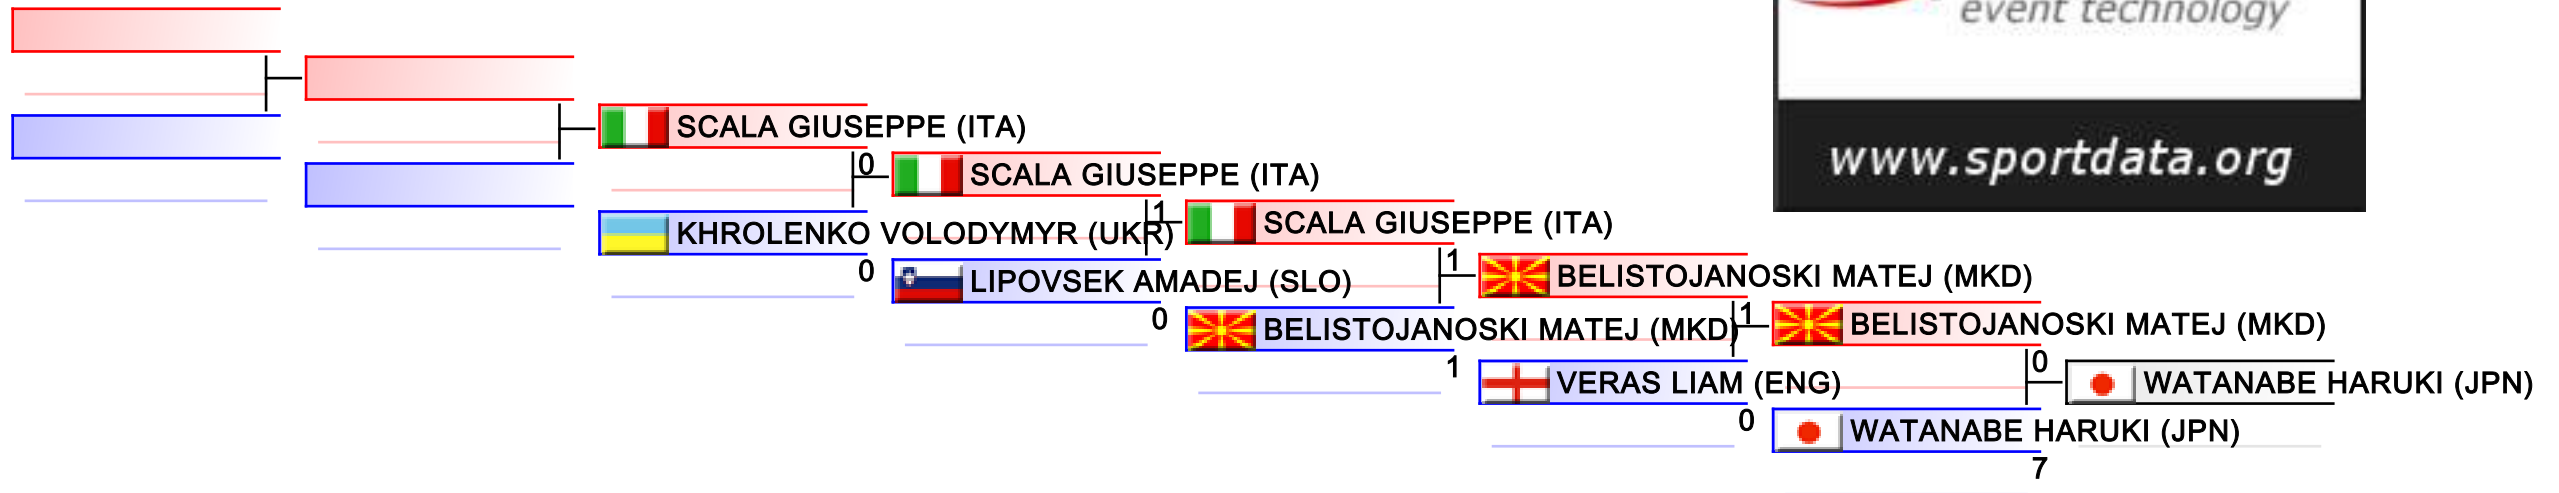 event technology
www.sportdata.org
SCALA GIUSEPPE (ITA)
0
SCALA GIUSEPPE (ITA)
1
SCALA GIUSEPPE (ITA)
KHROLENKO VOLODYMYR (UKR)
0
LIPOVSEK AMADEJ (SLO)
0
1
BELISTOJANOSKI MATEJ (MKD)
BELISTOJANOSKI MATEJ (MKD)
1
1
BELISTOJANOSKI MATEJ (MKD)
VERAS LIAM (ENG)
0
0
WATANABE HARUKI (JPN)
WATANABE HARUKI (JPN)
7